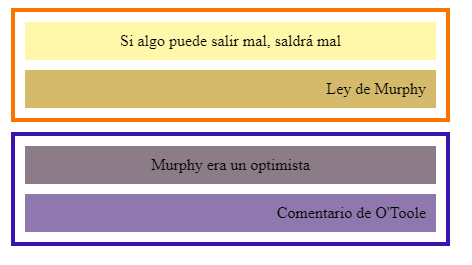 Si algo puede salir mal, saldrá mal
Ley de Murphy
Murphy era un optimista
Comentario de O'Toole